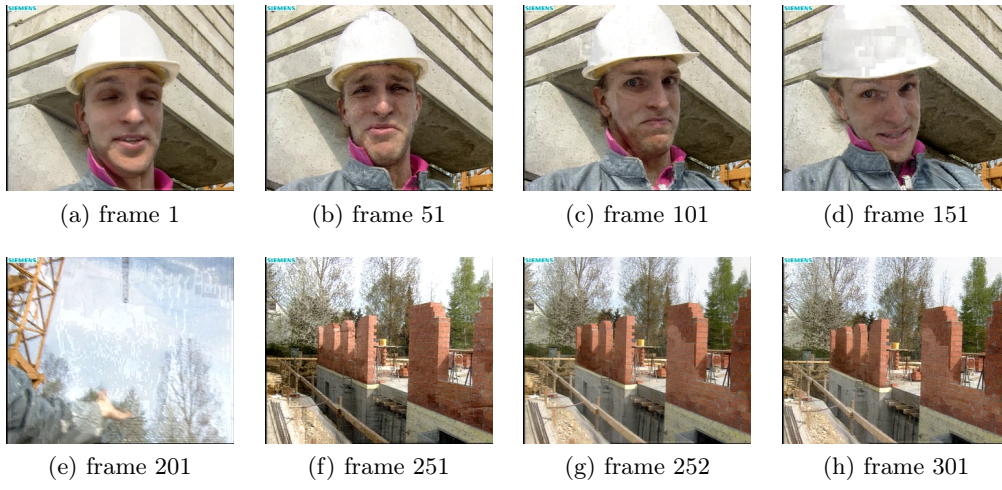 SIEMENS
SIEMENS
SIEMENS
SIEMENS
(a) frame 1
(b) frame 51
(c) frame 101
(d) frame 151
SIEMENS
SIEMENS
SIEMENS
SIEMENS
(e) frame 201
(f) frame 251
(g) frame 252
(h) frame 301